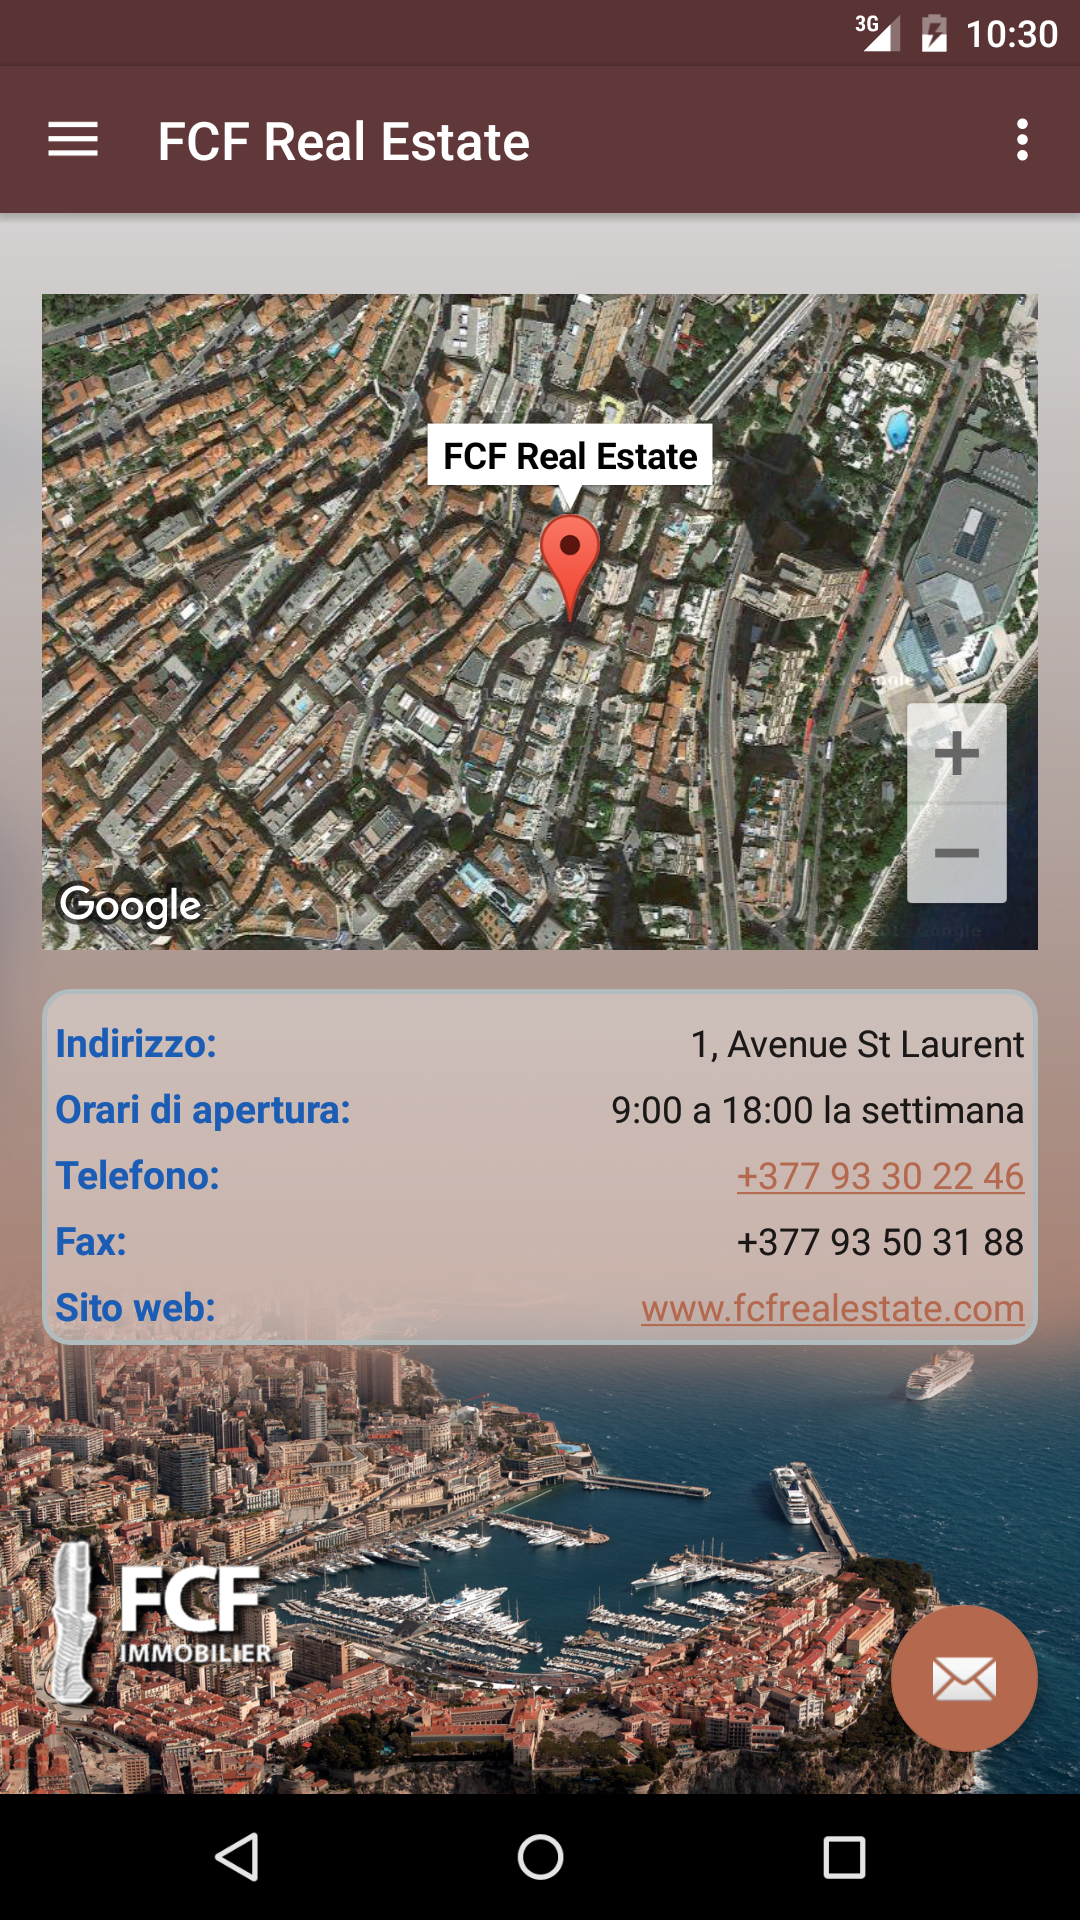 3G 10:30
FCF Real Estate
FCF Real Estate
Google
Indirizzo: 1, Avenue St Laurent
Orari di apertura: 9:00 a 18:00 la settimana
Telefono: +377 93 30 22 46
Fax: +377 93 50 31 88
Sito web: www.fcfrealestate.com
FCF
IMMOBILIER